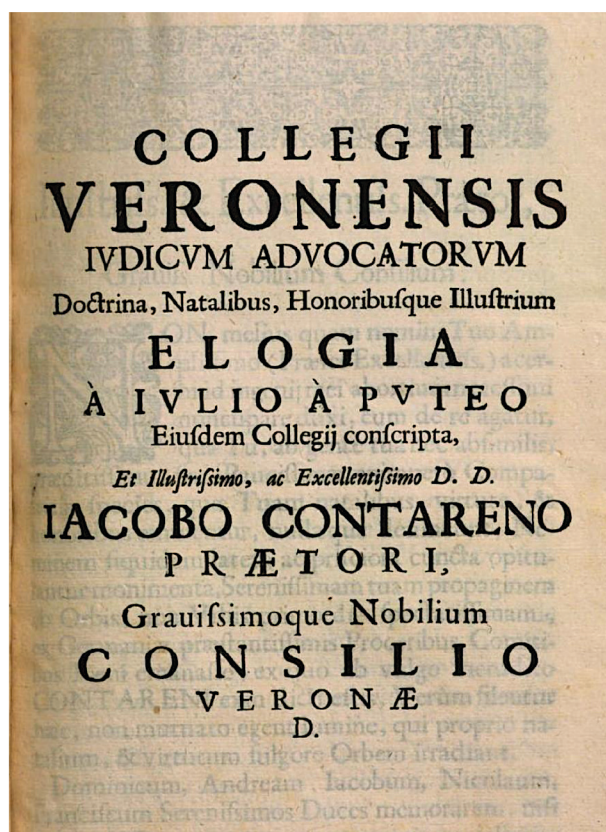 COLLEGII
VERONENSIS
IVDICVM ADVOCATORVM
Doctrina, Natalibus, Honoribuſque Illuſtrium
ELOGIA
À IVLIO À PVTEO
Eiuſdem Collegij conſcripta,
Et Illuſtriſsimo, ac Excellentiſsimo D. D.
IACOBO CONTARENO
PRÆTORI,
Grauiſſimoque Nobilium
CONSILIO
VERONÆ
D.